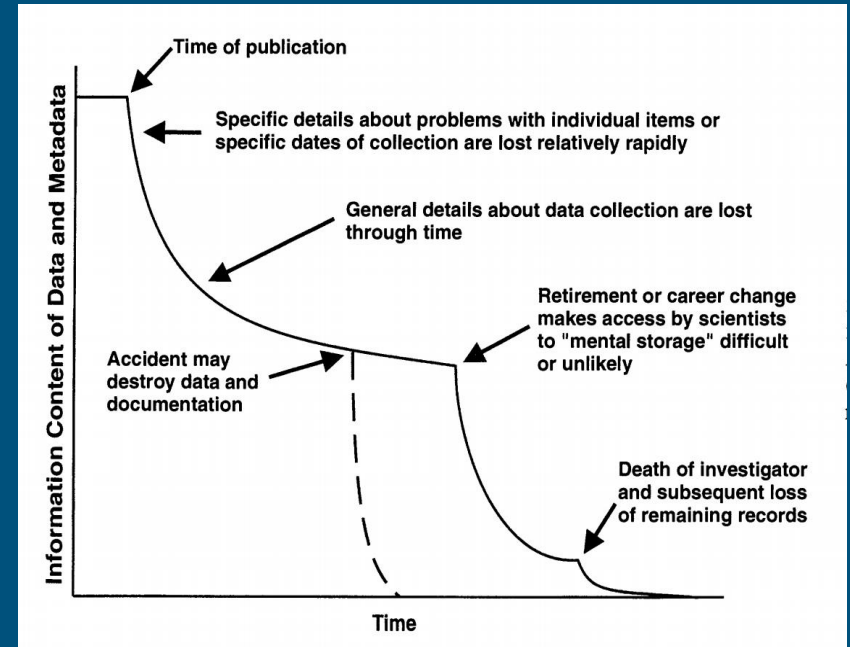 Time of publication
Specific details about problems with individual items or
specific dates of collection are lost relatively rapidly
General details about data collection are lost
through time
Retirement or career change
makes access by scientists
to "mental storage" difficult
or unlikely
Accident may
destroy data and
documentation
Death of investigator
and subsequent loss
of remaining records
Information Content of Data and Metadata
Time